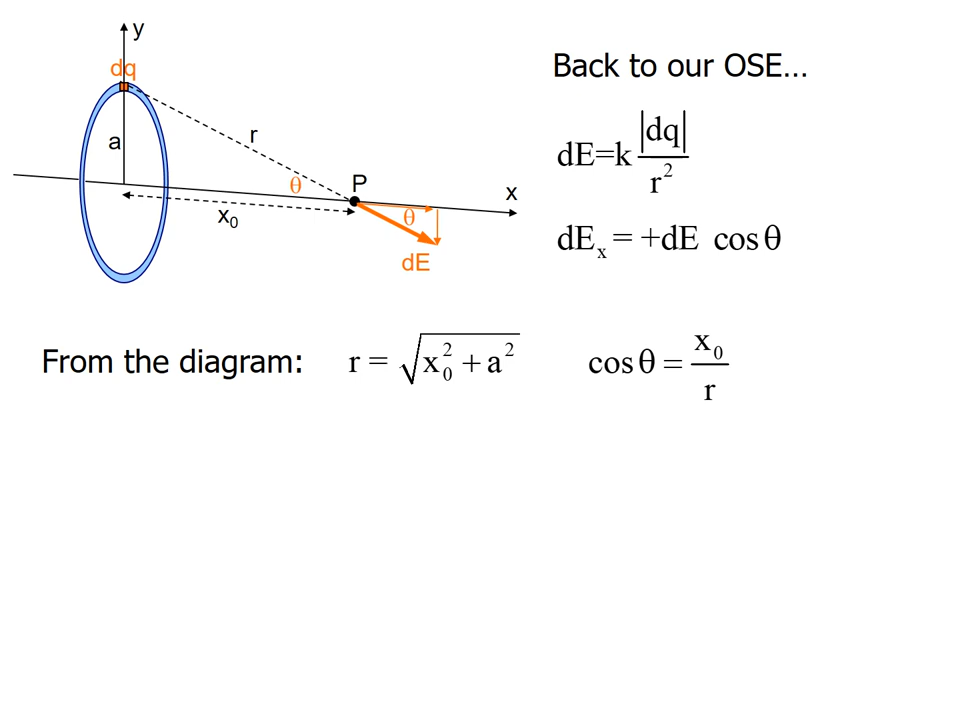 y
dq
a
r
θ
P
x
x₀
θ
dE
Back to our OSE…
dE=k |dq| / r²
dEₓ = +dE cos θ
From the diagram: r = √(x₀² + a²) cos θ = x₀ / r